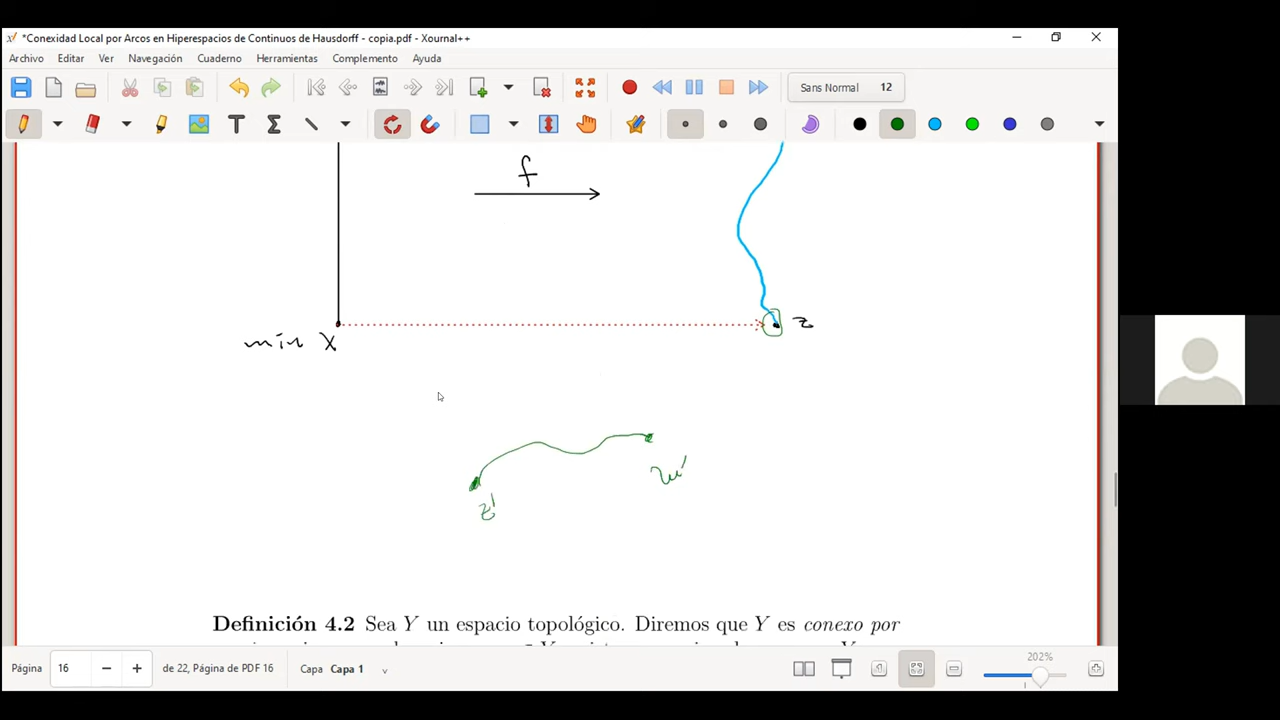 *Conexidad Local por Arcos en Hiperespacios de Continuos de Hausdorff - copia.pdf - Xournal++
Archivo Editar Ver Navegación Cuaderno Herramientas Complemento Ayuda
Sans Normal 12
f
z
min X
z'
w'
Definición 4.2 Sea Y un espacio topológico. Diremos que Y es conexo por
Página 16 de 22, Página de PDF 16 Capa Capa 1 202%